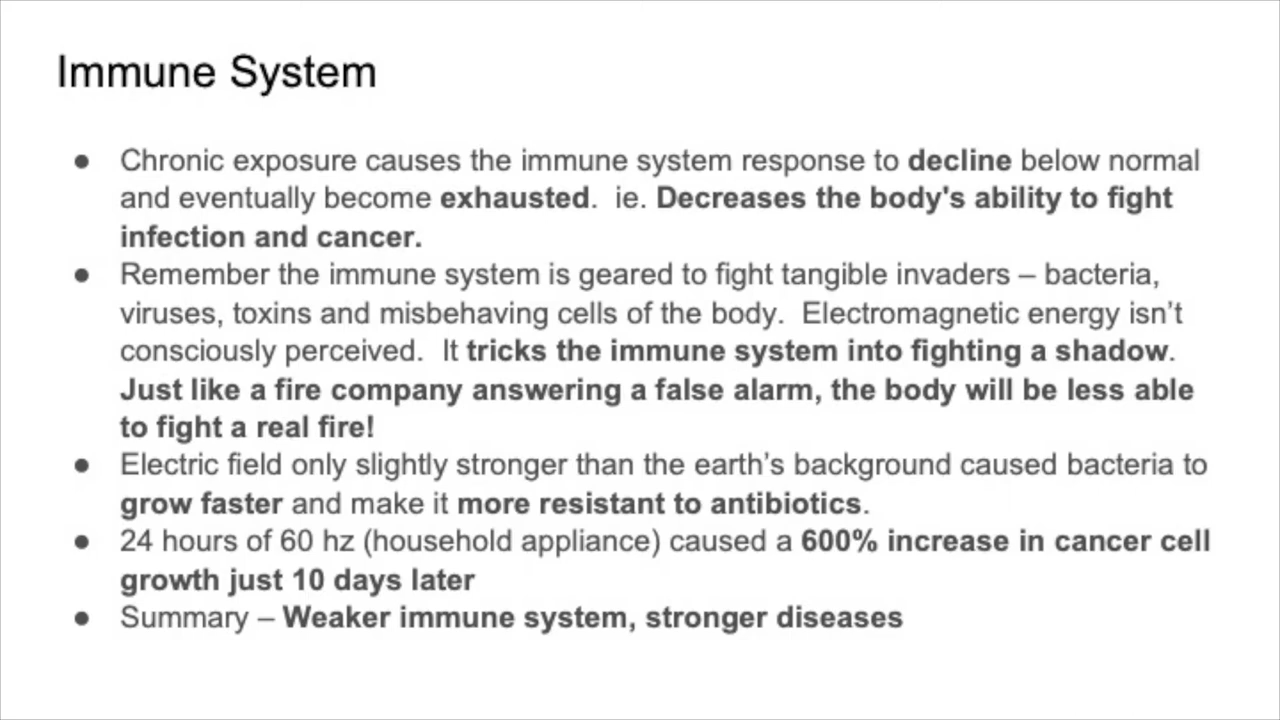 Immune System
● Chronic exposure causes the immune system response to decline below normal
and eventually become exhausted.  ie. Decreases the body's ability to fight
infection and cancer.
● Remember the immune system is geared to fight tangible invaders – bacteria,
viruses, toxins and misbehaving cells of the body.  Electromagnetic energy isn’t
consciously perceived.  It tricks the immune system into fighting a shadow.
Just like a fire company answering a false alarm, the body will be less able
to fight a real fire!
● Electric field only slightly stronger than the earth’s background caused bacteria to
grow faster and make it more resistant to antibiotics.
● 24 hours of 60 hz (household appliance) caused a 600% increase in cancer cell
growth just 10 days later
● Summary – Weaker immune system, stronger diseases